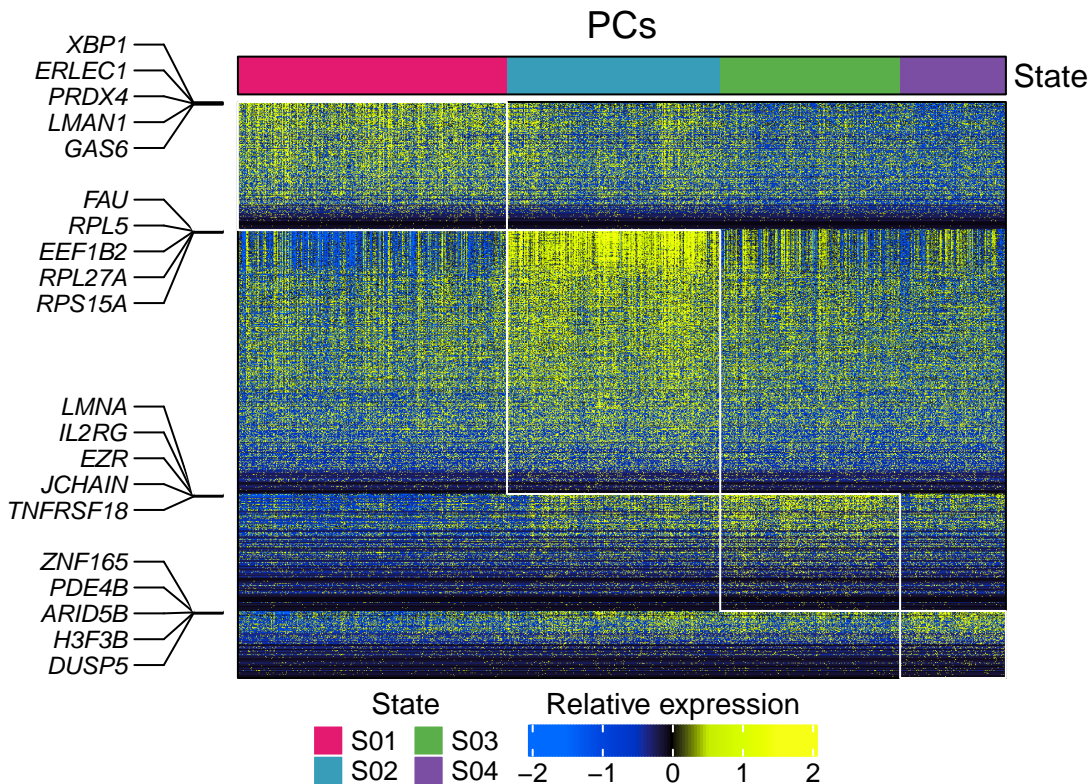 PCs
State
XBP1
ERLEC1
PRDX4
LMAN1
GAS6
FAU
RPL5
EEF1B2
RPL27A
RPS15A
LMNA
IL2RG
EZR
JCHAIN
TNFRSF18
ZNF165
PDE4B
ARID5B
H3F3B
DUSP5
State
S01
S03
S02
S04
Relative expression
−2 −1 0 1 2